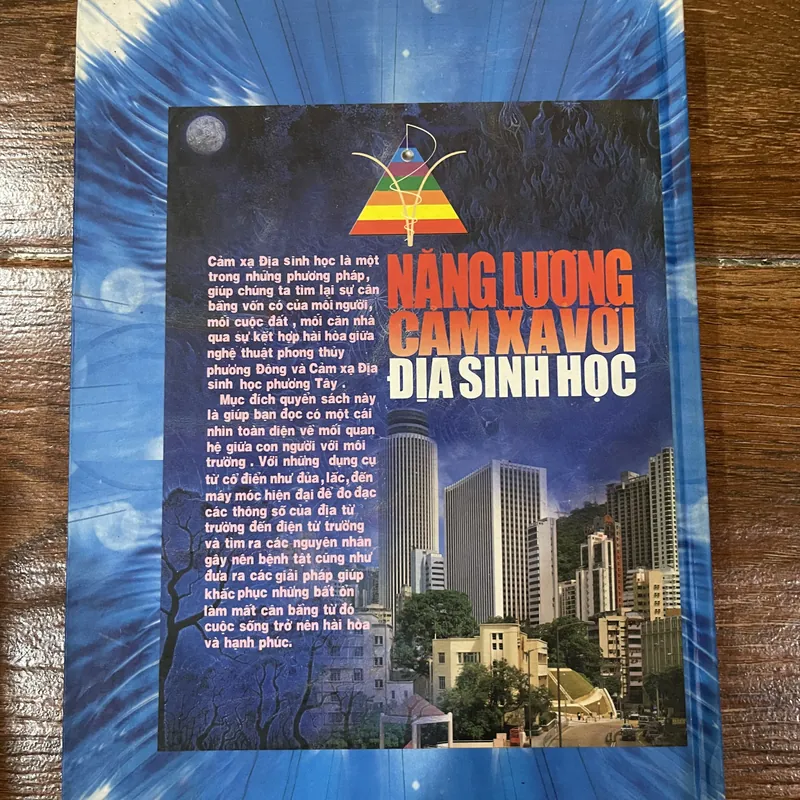 Cảm xạ Địa sinh học là một
trong những phương pháp,
giúp chúng ta tìm lại sự cân
bằng vốn có của mỗi người,
mỗi cuộc đất , mỗi căn nhà
qua sự kết hợp hài hòa giữa
nghệ thuật phong thủy
phương Đông và Cảm xạ Địa
sinh học phương Tây .
Mục đích quyển sách này
là giúp bạn đọc có một cái
nhìn toàn diện về mối quan
hệ giữa con người với môi
trường . Với những dụng cụ
từ cổ điển như đũa, lắc, đến
máy móc hiện đại để đo đạc
các thông số của địa từ
trường đến điện từ trường
và tìm ra các nguyên nhân
gây nên bệnh tật cũng như
đưa ra các giải pháp giúp
khắc phục những bất ổn
làm mất cân bằng từ đó
cuộc sống trở nên hài hòa
và hạnh phúc.
NĂNG LƯỢNG
CẢM XẠ VỚI
ĐỊA SINH HỌC